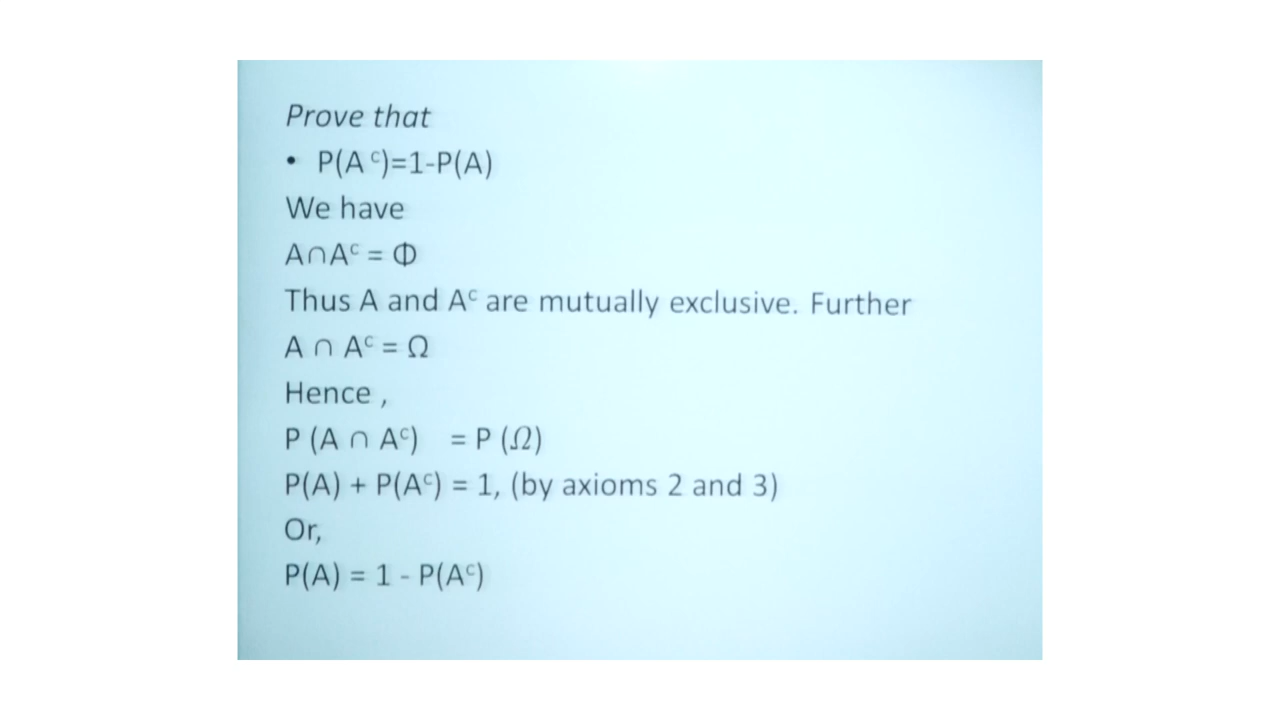 Prove that
• P(A ᶜ)=1-P(A)
We have
A∩Aᶜ = Φ
Thus A and Aᶜ are mutually exclusive. Further
A ∩ Aᶜ = Ω
Hence ,
P (A ∩ Aᶜ) = P (Ω)
P(A) + P(Aᶜ) = 1, (by axioms 2 and 3)
Or,
P(A) = 1 - P(Aᶜ)